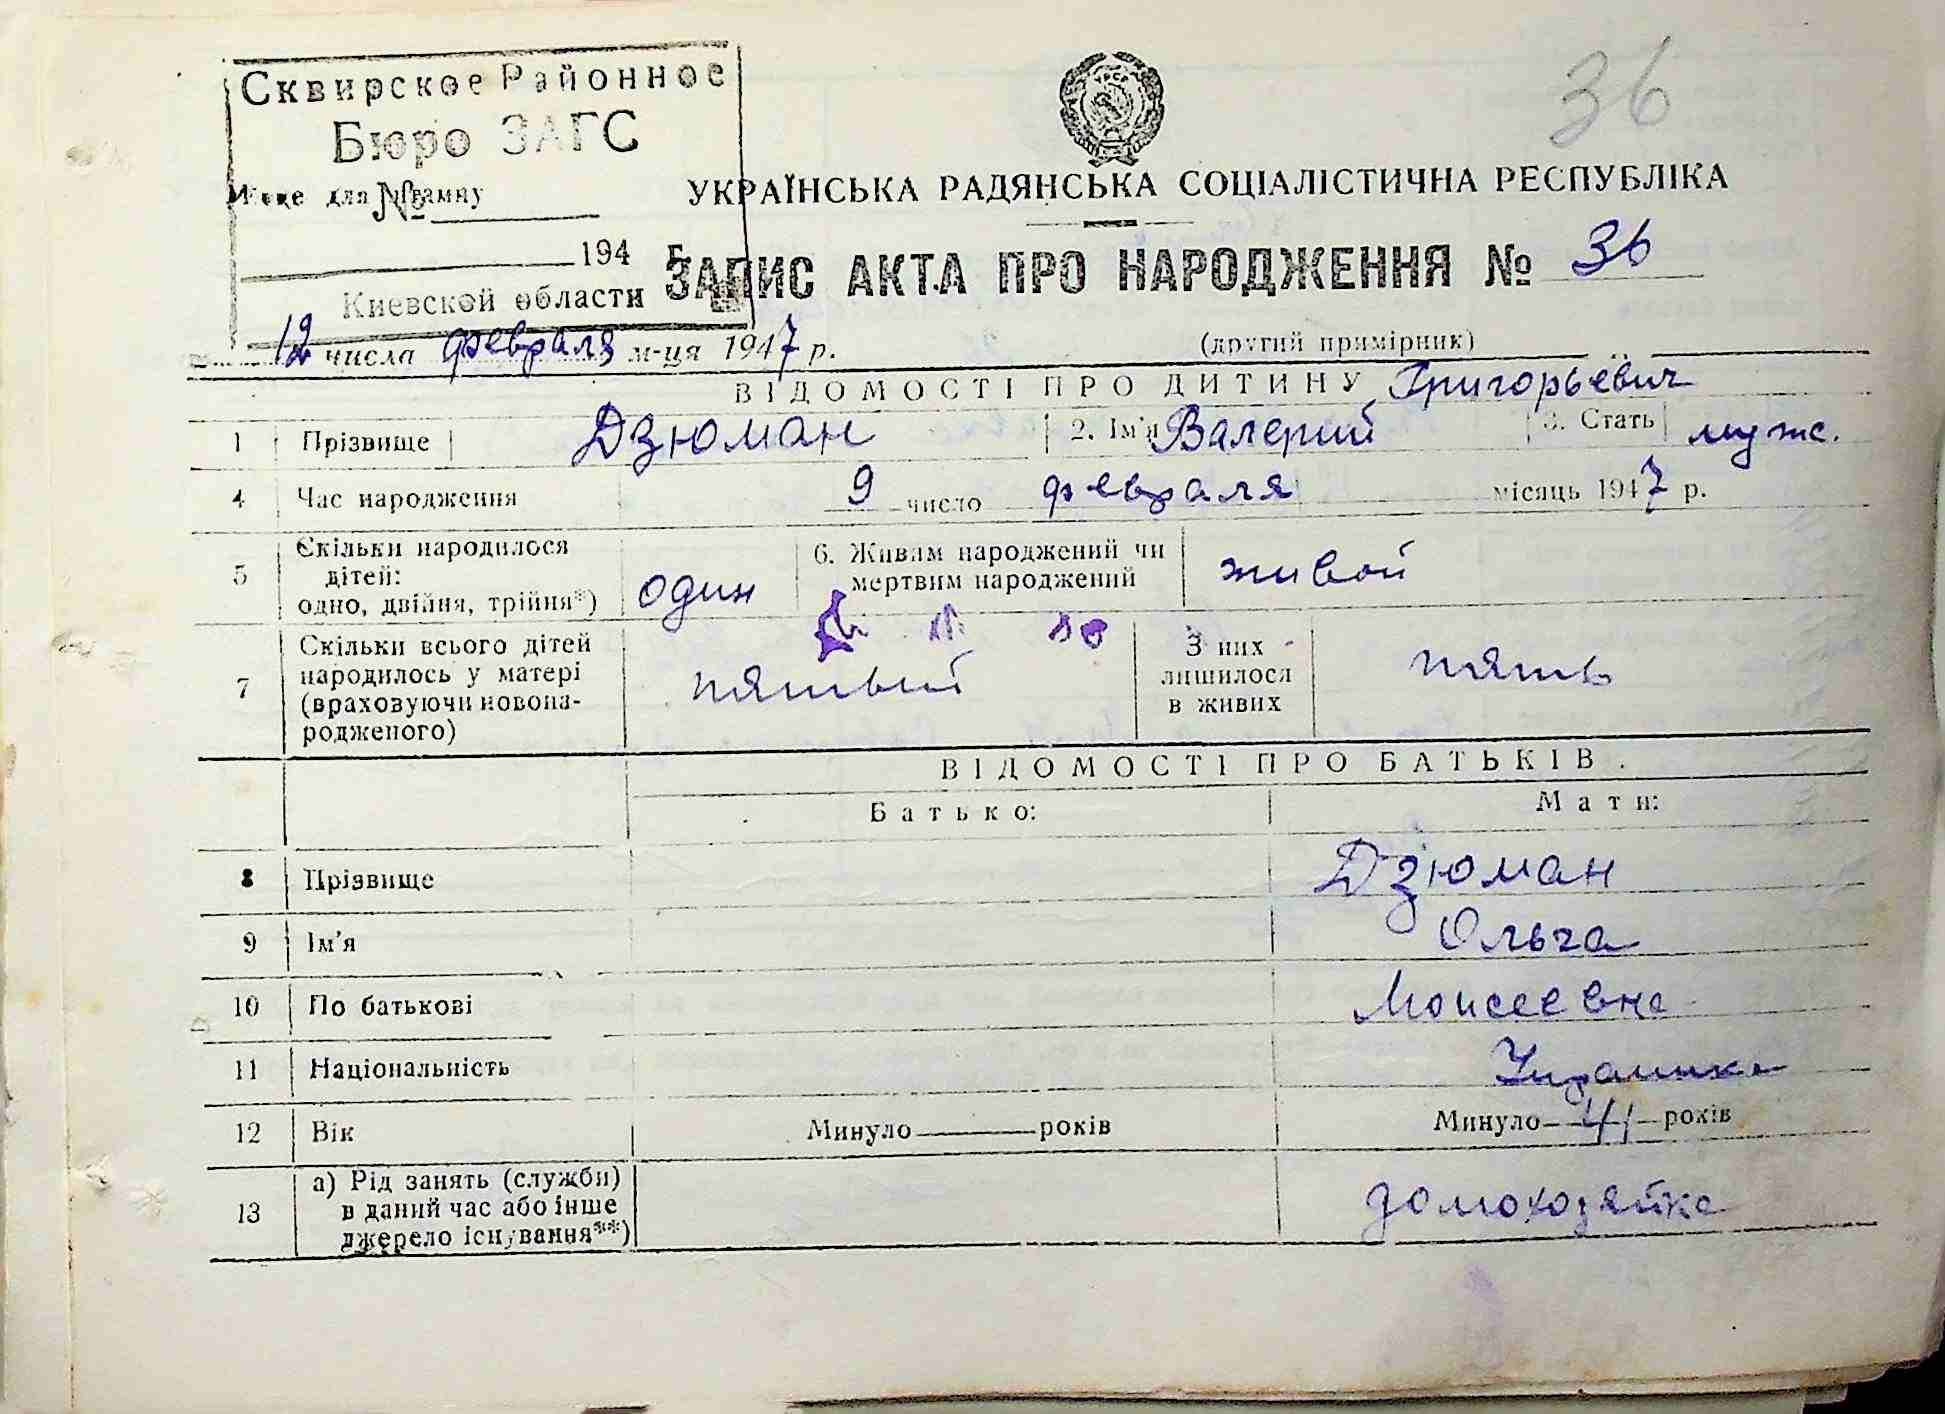 36
Сквирское Районное
Бюро ЗАГС
Місце для штампу
№
194
Киевской области
УРСР
УКРАЇНСЬКА РАДЯНСЬКА СОЦІАЛІСТИЧНА РЕСПУБЛІКА
ЗАПИС АКТА ПРО НАРОДЖЕННЯ № 36
12 числа февраля м-ця 1947 р.
(другий примірник)
ВІДОМОСТІ ПРО ДИТИНУ Григорьевич
1 Прізвище Дзюман 2. Ім'я Валерий 3. Стать муж.
4 Час народження 9 число февраля місяць 1947 р.
5 Скільки народилося дітей: одно, двійня, трійня*) один 6. Живим народжений чи мертвим народжений живой
7 Скільки всього дітей народилось у матері (враховуючи новона-родженого) пятый З них лишилося в живих пять
ВІДОМОСТІ ПРО БАТЬКІВ.
Батько: Мати:
8 Прізвище Дзюман
9 Ім'я Ольга
10 По батькові Моисеевна
11 Національність Украинка
12 Вік Минуло — років Минуло 41 років
13 а) Рід занять (служби) в даний час або інше джерело існування**) домохозяйка